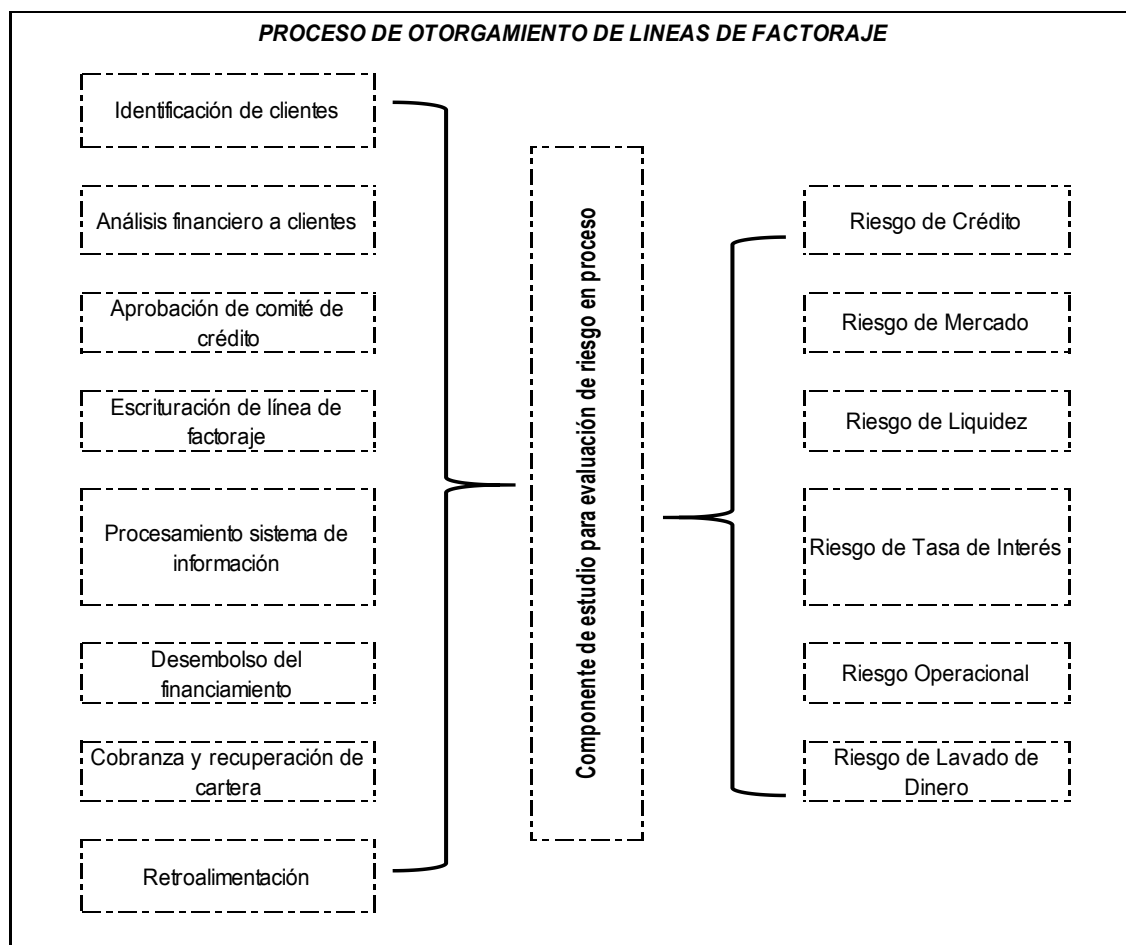 PROCESO DE OTORGAMIENTO DE LINEAS DE FACTORAJE
Identificación de clientes
Análisis financiero a clientes
Aprobación de comité de
crédito
Escrituración de línea de
factoraje
Procesamiento sistema de
información
Desembolso del
financiamiento
Cobranza y recuperación de
cartera
Retroalimentación
Componente de estudio para evaluación de riesgo en proceso
Riesgo de Crédito
Riesgo de Mercado
Riesgo de Liquidez
Riesgo de Tasa de Interés
Riesgo Operacional
Riesgo de Lavado de
Dinero